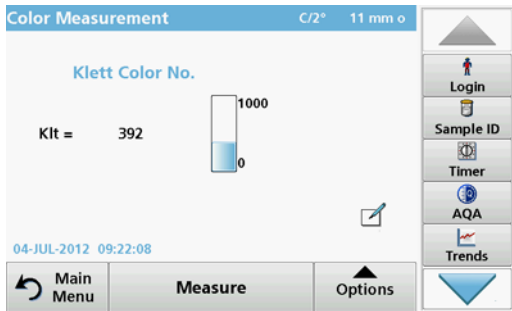 Color Measurement C/2° 11 mm o
Klett Color No.
Klt = 392
1000
0
04-JUL-2012 09:22:08
Main
Menu
Measure
Options
Login
Sample ID
Timer
AQA
Trends